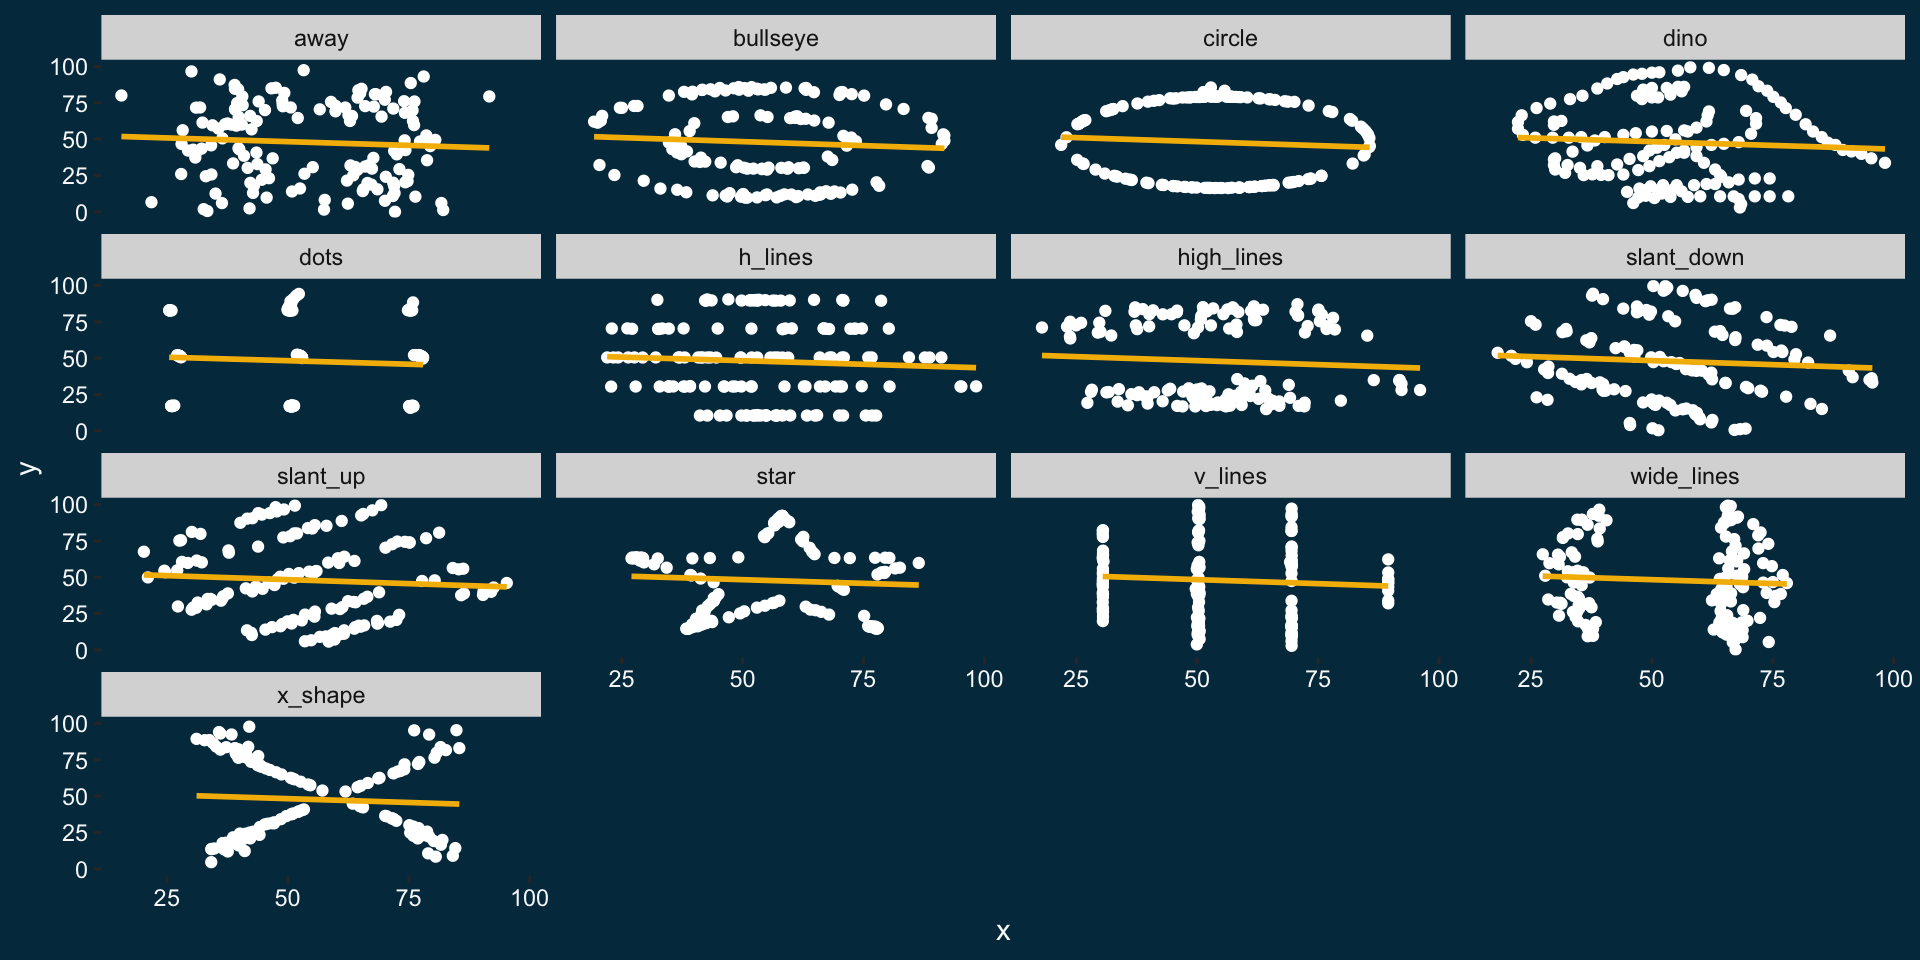 away bullseye circle dino
100
75
50
25
0
dots h_lines high_lines slant_down
100
75
50
25
0
y
slant_up star v_lines wide_lines
100
75
50
25
0
25 50 75 100 25 50 75 100 25 50 75 100
x_shape
100
75
50
25
0
25 50 75 100
x